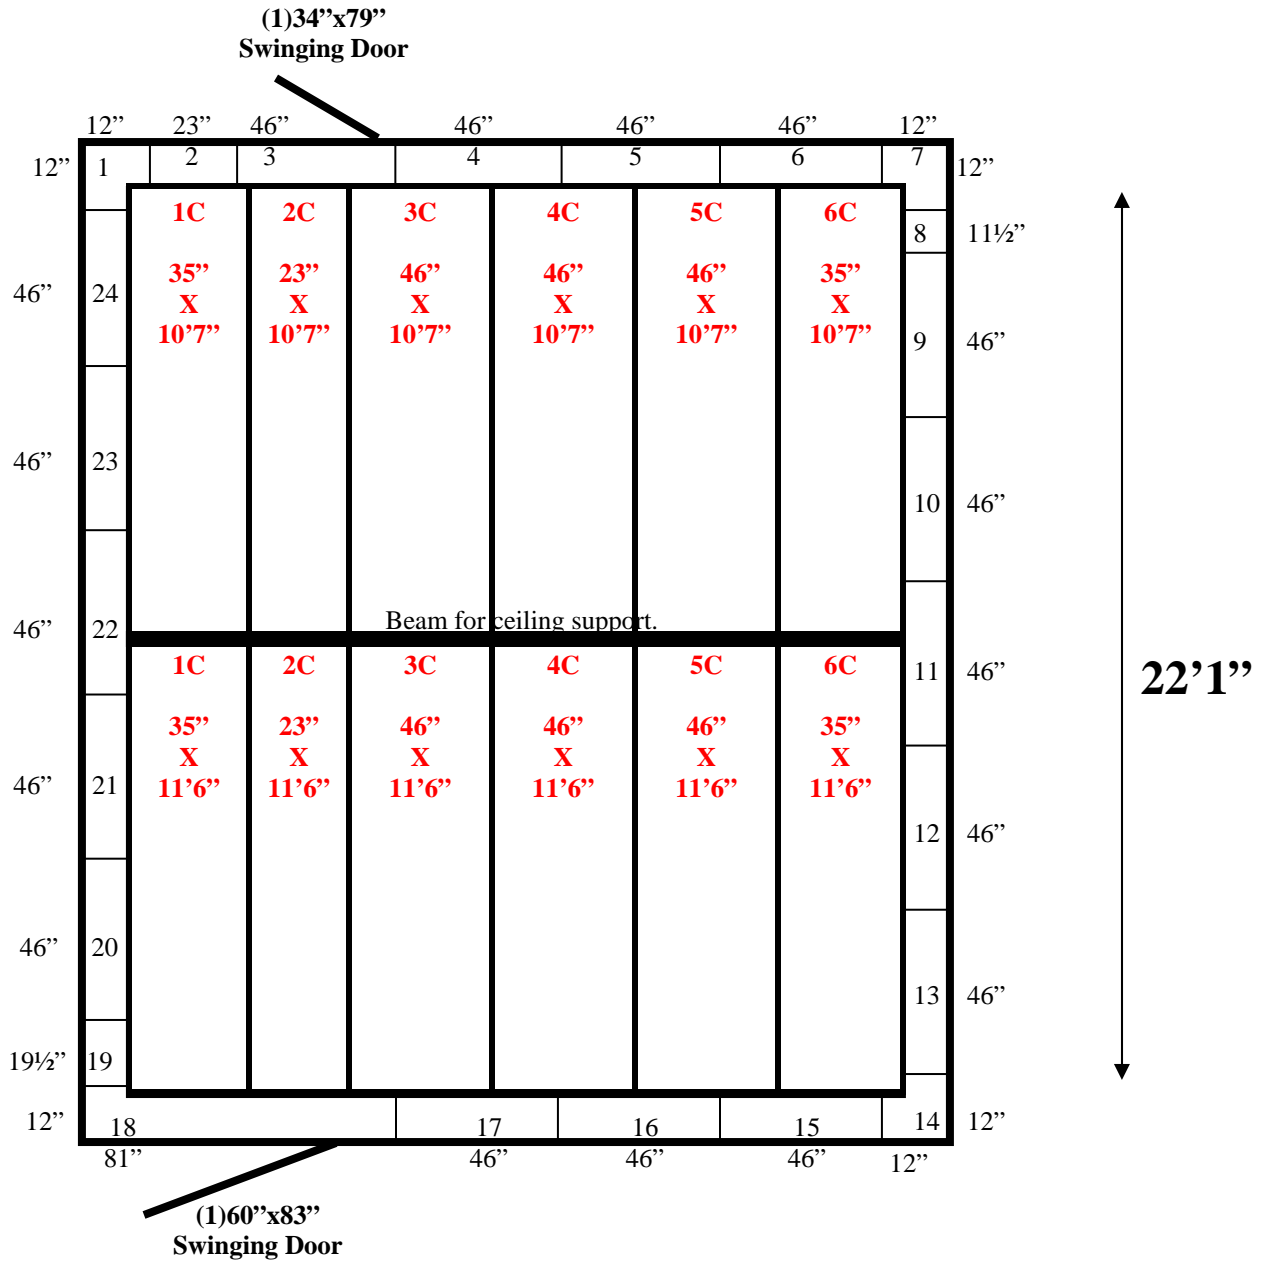 (1)34”x79”
Swinging Door
12” 23” 46” 46” 46” 46” 12”
12” 1 2 3 4 5 6 7 12”
1C 2C 3C 4C 5C 6C
8 11½”
35” 23” 46” 46” 46” 35”
46” 24
X X X X X X
10’7” 10’7” 10’7” 10’7” 10’7” 10’7”
9 46”
46” 23
10 46”
Beam for ceiling support.
46” 22
1C 2C 3C 4C 5C 6C
11 46”
22’1”
35” 23” 46” 46” 46” 35”
X X X X X X
46” 21
11’6” 11’6” 11’6” 11’6” 11’6” 11’6”
12 46”
46” 20
13 46”
19½” 19
12” 18 17 16 15 14 12”
81” 46” 46” 46” 12”
(1)60”x83”
Swinging Door